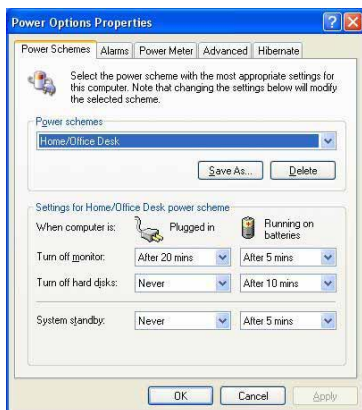 Power Options Properties
Power Schemes Alarms Power Meter Advanced Hibernate
Select the power scheme with the most appropriate settings for
this computer. Note that changing the settings below will modify
the selected scheme.
Power schemes
Home/Office Desk
Save As... Delete
Settings for Home/Office Desk power scheme
When computer is: Plugged in Running on
batteries
Turn off monitor: After 20 mins After 5 mins
Turn off hard disks: Never After 10 mins
System standby: Never After 5 mins
OK Cancel Apply